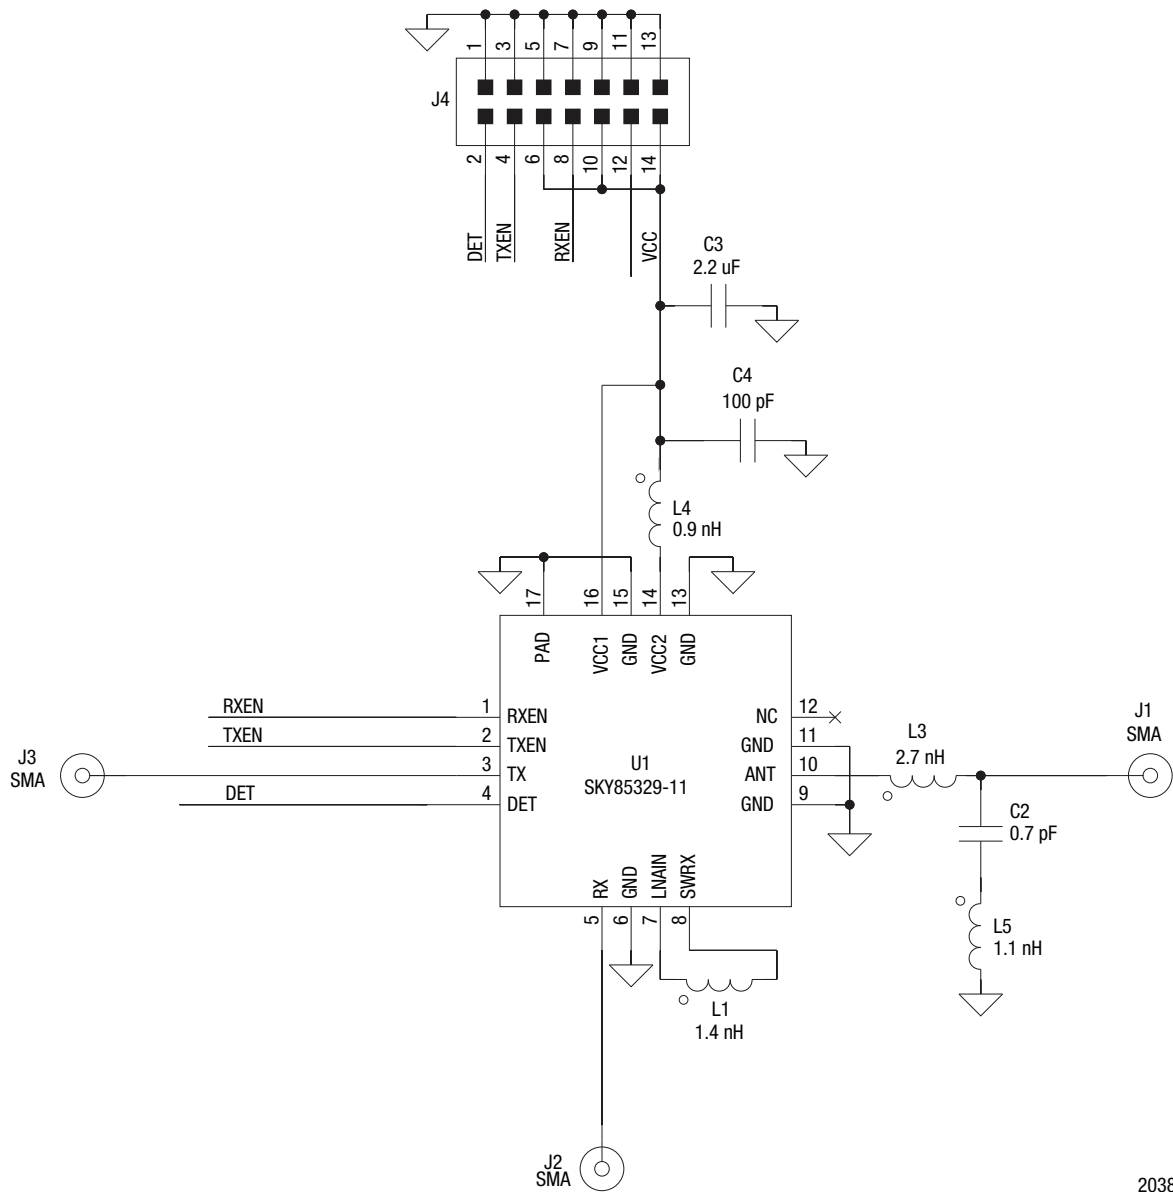 1
3
5
7
9
11
13
J4
2
4
6
8
10
12
14
DET
TXEN
RXEN
VCC
C3
2.2 uF
C4
100 pF
L4
0.9 nH
17
16
15
14
13
PAD
VCC1
GND
VCC2
GND
RXEN
1
RXEN
NC
12
TXEN
2
TXEN
GND
11
J3
SMA
3
TX
U1
SKY85329-11
ANT
10
L3
2.7 nH
J1
SMA
DET
4
DET
GND
9
C2
0.7 pF
RX
GND
LNAIN
SWRX
5
6
7
8
L5
1.1 nH
L1
1.4 nH
J2
SMA
2038